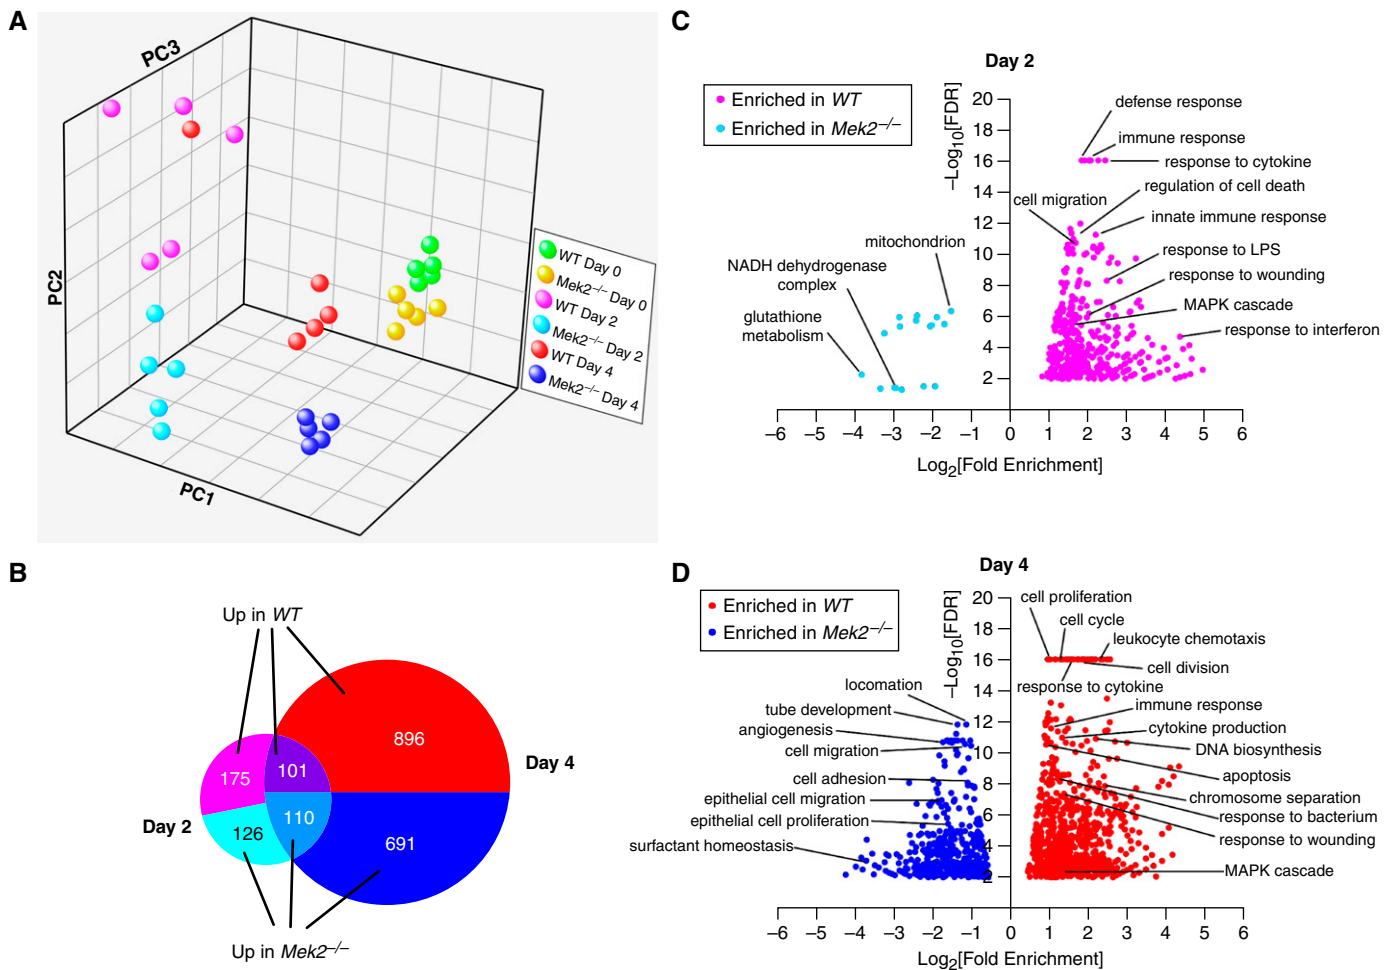 A
PC3
PC2
PC1
WT Day 0
Mek2–/– Day 0
WT Day 2
Mek2–/– Day 2
WT Day 4
Mek2–/– Day 4
B
Up in WT
896
175
101
Day 4
Day 2
126
110
691
Up in Mek2–/–
C
Day 2
Enriched in WT
Enriched in Mek2–/–
–Log10[FDR]
20
18
16
14
12
10
8
6
4
2
defense response
immune response
response to cytokine
regulation of cell death
cell migration
innate immune response
mitochondrion
response to LPS
NADH dehydrogenase
complex
response to wounding
MAPK cascade
glutathione
metabolism
response to interferon
–6 –5 –4 –3 –2 –1 0 1 2 3 4 5 6
Log2[Fold Enrichment]
D
Day 4
Enriched in WT
Enriched in Mek2–/–
–Log10[FDR]
20
18
16
14
12
10
8
6
4
2
cell proliferation
cell cycle
leukocyte chemotaxis
cell division
response to cytokine
locomation
immune response
tube development
cytokine production
angiogenesis
DNA biosynthesis
cell migration
apoptosis
cell adhesion
chromosome separation
epithelial cell migration
response to bacterium
epithelial cell proliferation
response to wounding
surfactant homeostasis
MAPK cascade
–6 –5 –4 –3 –2 –1 0 1 2 3 4 5 6
Log2[Fold Enrichment]